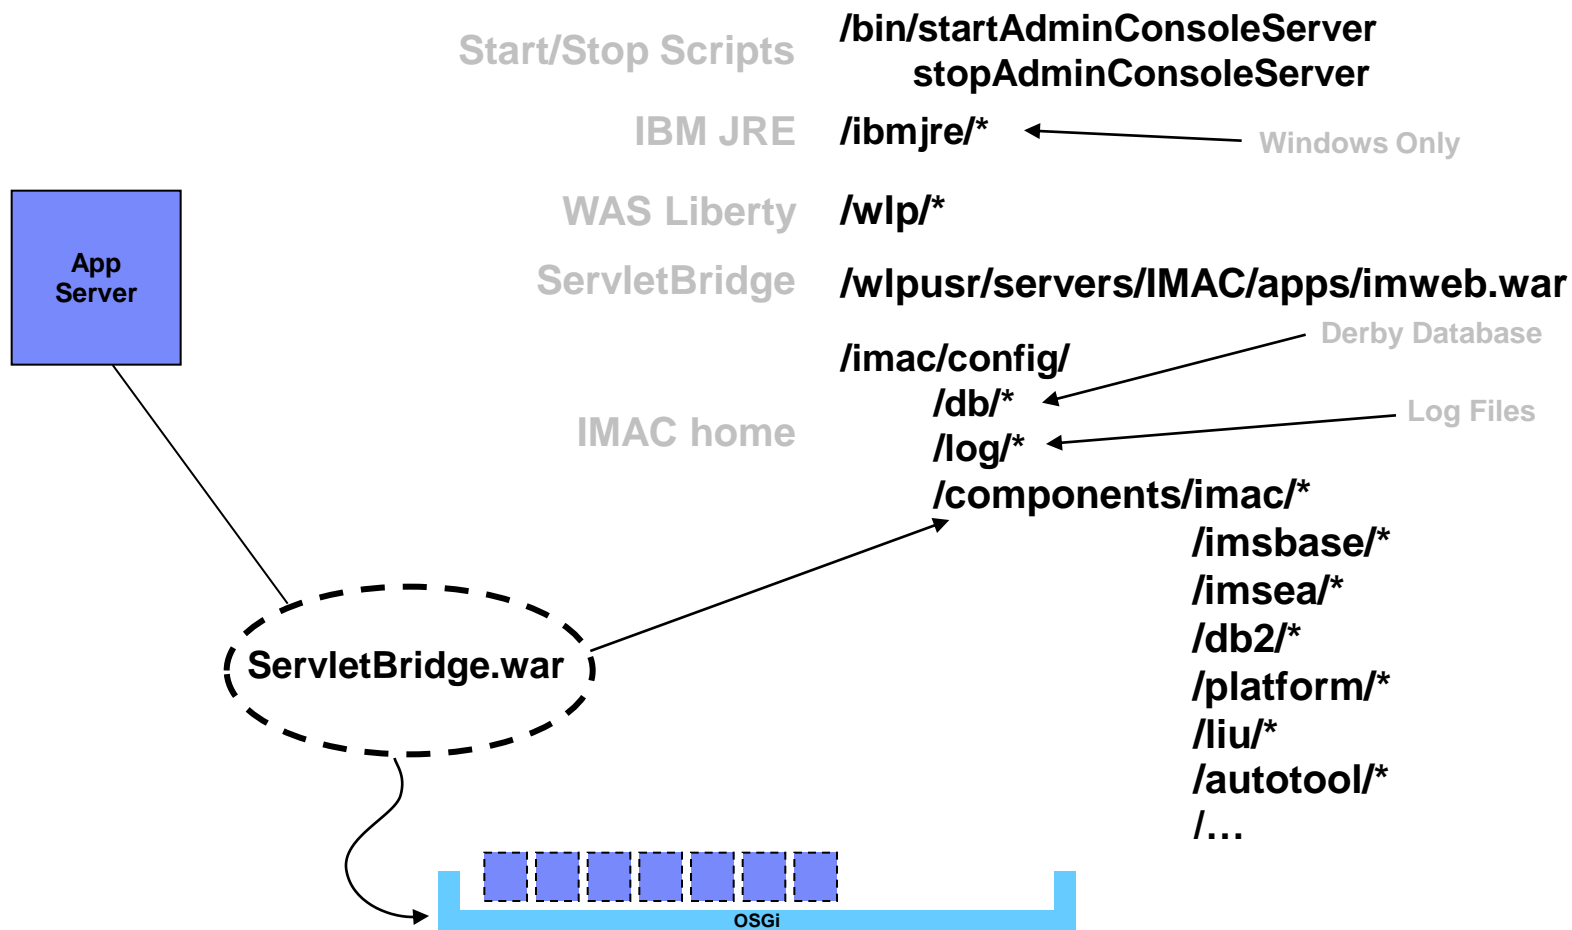 Start/Stop Scripts /bin/startAdminConsoleServer
stopAdminConsoleServer
IBM JRE /ibmjre/* Windows Only
WAS Liberty /wlp/*
ServletBridge /wlpusr/servers/IMAC/apps/imweb.war
Derby Database
/imac/config/
/db/*
Log Files
IMAC home
/log/*
/components/imac/*
/imsbase/*
/imsea/*
/db2/*
/platform/*
/liu/*
/autotool/*
/…
App
Server
ServletBridge.war
OSGi